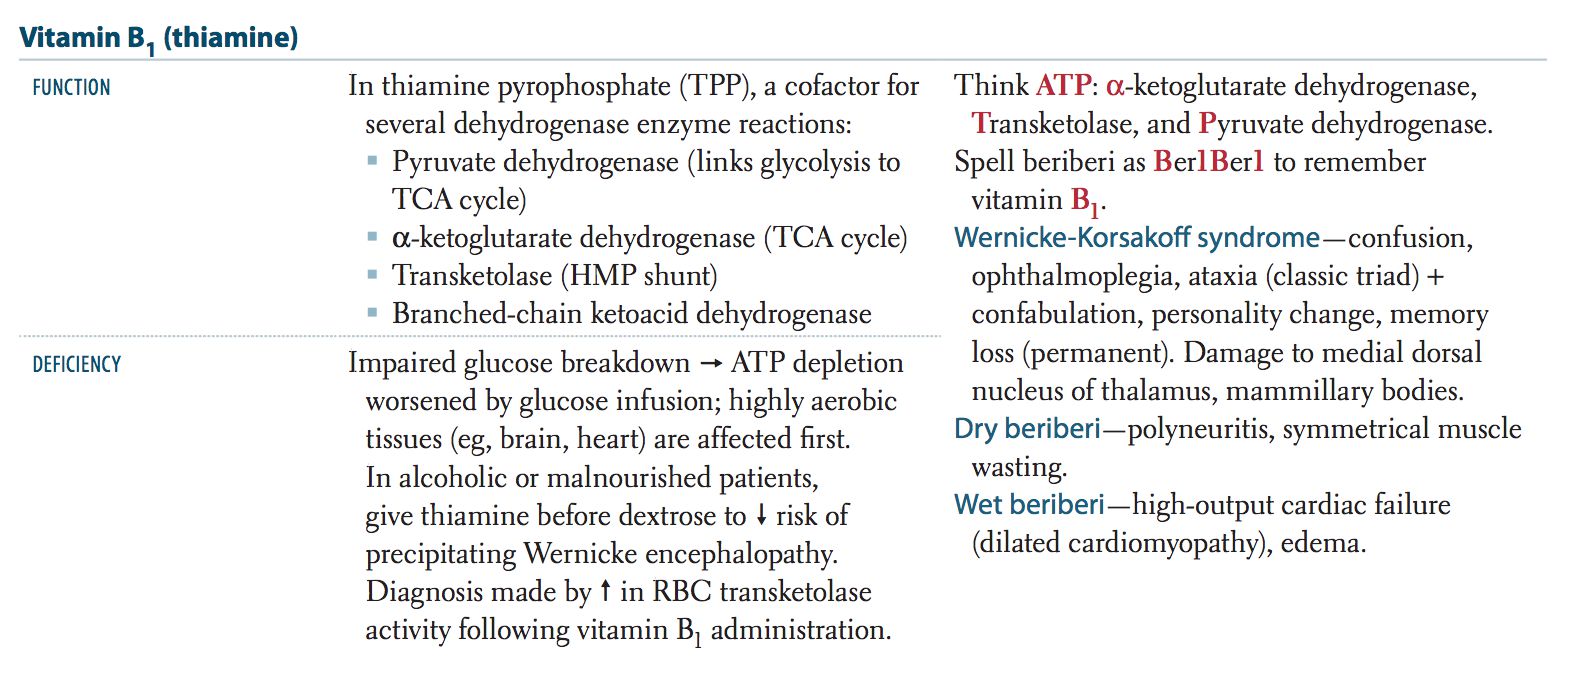 Vitamin B1 (thiamine)
FUNCTION
In thiamine pyrophosphate (TPP), a cofactor for
several dehydrogenase enzyme reactions:
▪ Pyruvate dehydrogenase (links glycolysis to
TCA cycle)
▪ α-ketoglutarate dehydrogenase (TCA cycle)
▪ Transketolase (HMP shunt)
▪ Branched-chain ketoacid dehydrogenase
DEFICIENCY
Impaired glucose breakdown → ATP depletion
worsened by glucose infusion; highly aerobic
tissues (eg, brain, heart) are affected first.
In alcoholic or malnourished patients,
give thiamine before dextrose to ↓ risk of
precipitating Wernicke encephalopathy.
Diagnosis made by ↑ in RBC transketolase
activity following vitamin B1 administration.
Think ATP: α-ketoglutarate dehydrogenase,
Transketolase, and Pyruvate dehydrogenase.
Spell beriberi as Ber1Ber1 to remember
vitamin B1.
Wernicke-Korsakoff syndrome—confusion,
ophthalmoplegia, ataxia (classic triad) +
confabulation, personality change, memory
loss (permanent). Damage to medial dorsal
nucleus of thalamus, mammillary bodies.
Dry beriberi—polyneuritis, symmetrical muscle
wasting.
Wet beriberi—high-output cardiac failure
(dilated cardiomyopathy), edema.